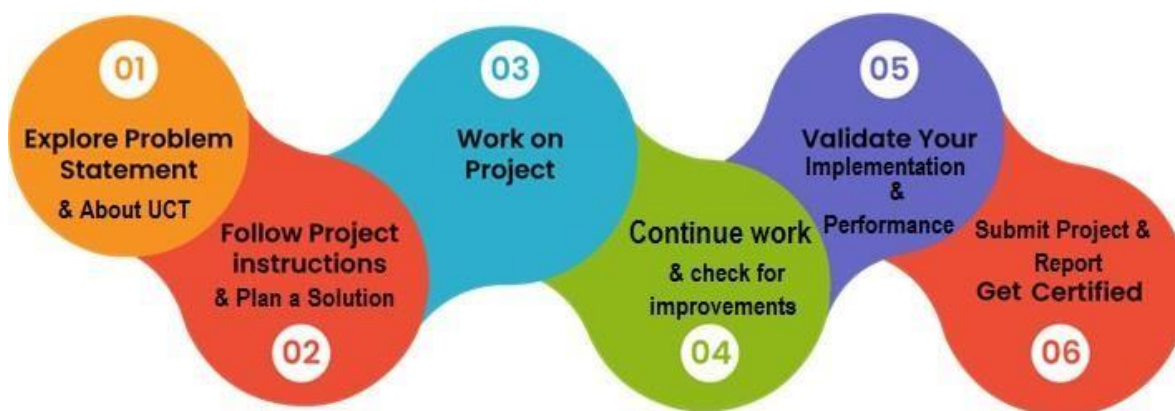 01
Explore Problem
Statement
& About UCT
Follow Project
instructions
& Plan a Solution
02
03
Work on
Project
Continue work
& check for
improvements
04
05
Validate Your
Implementation
&
Performance
Submit Project &
Report
Get Certified
06